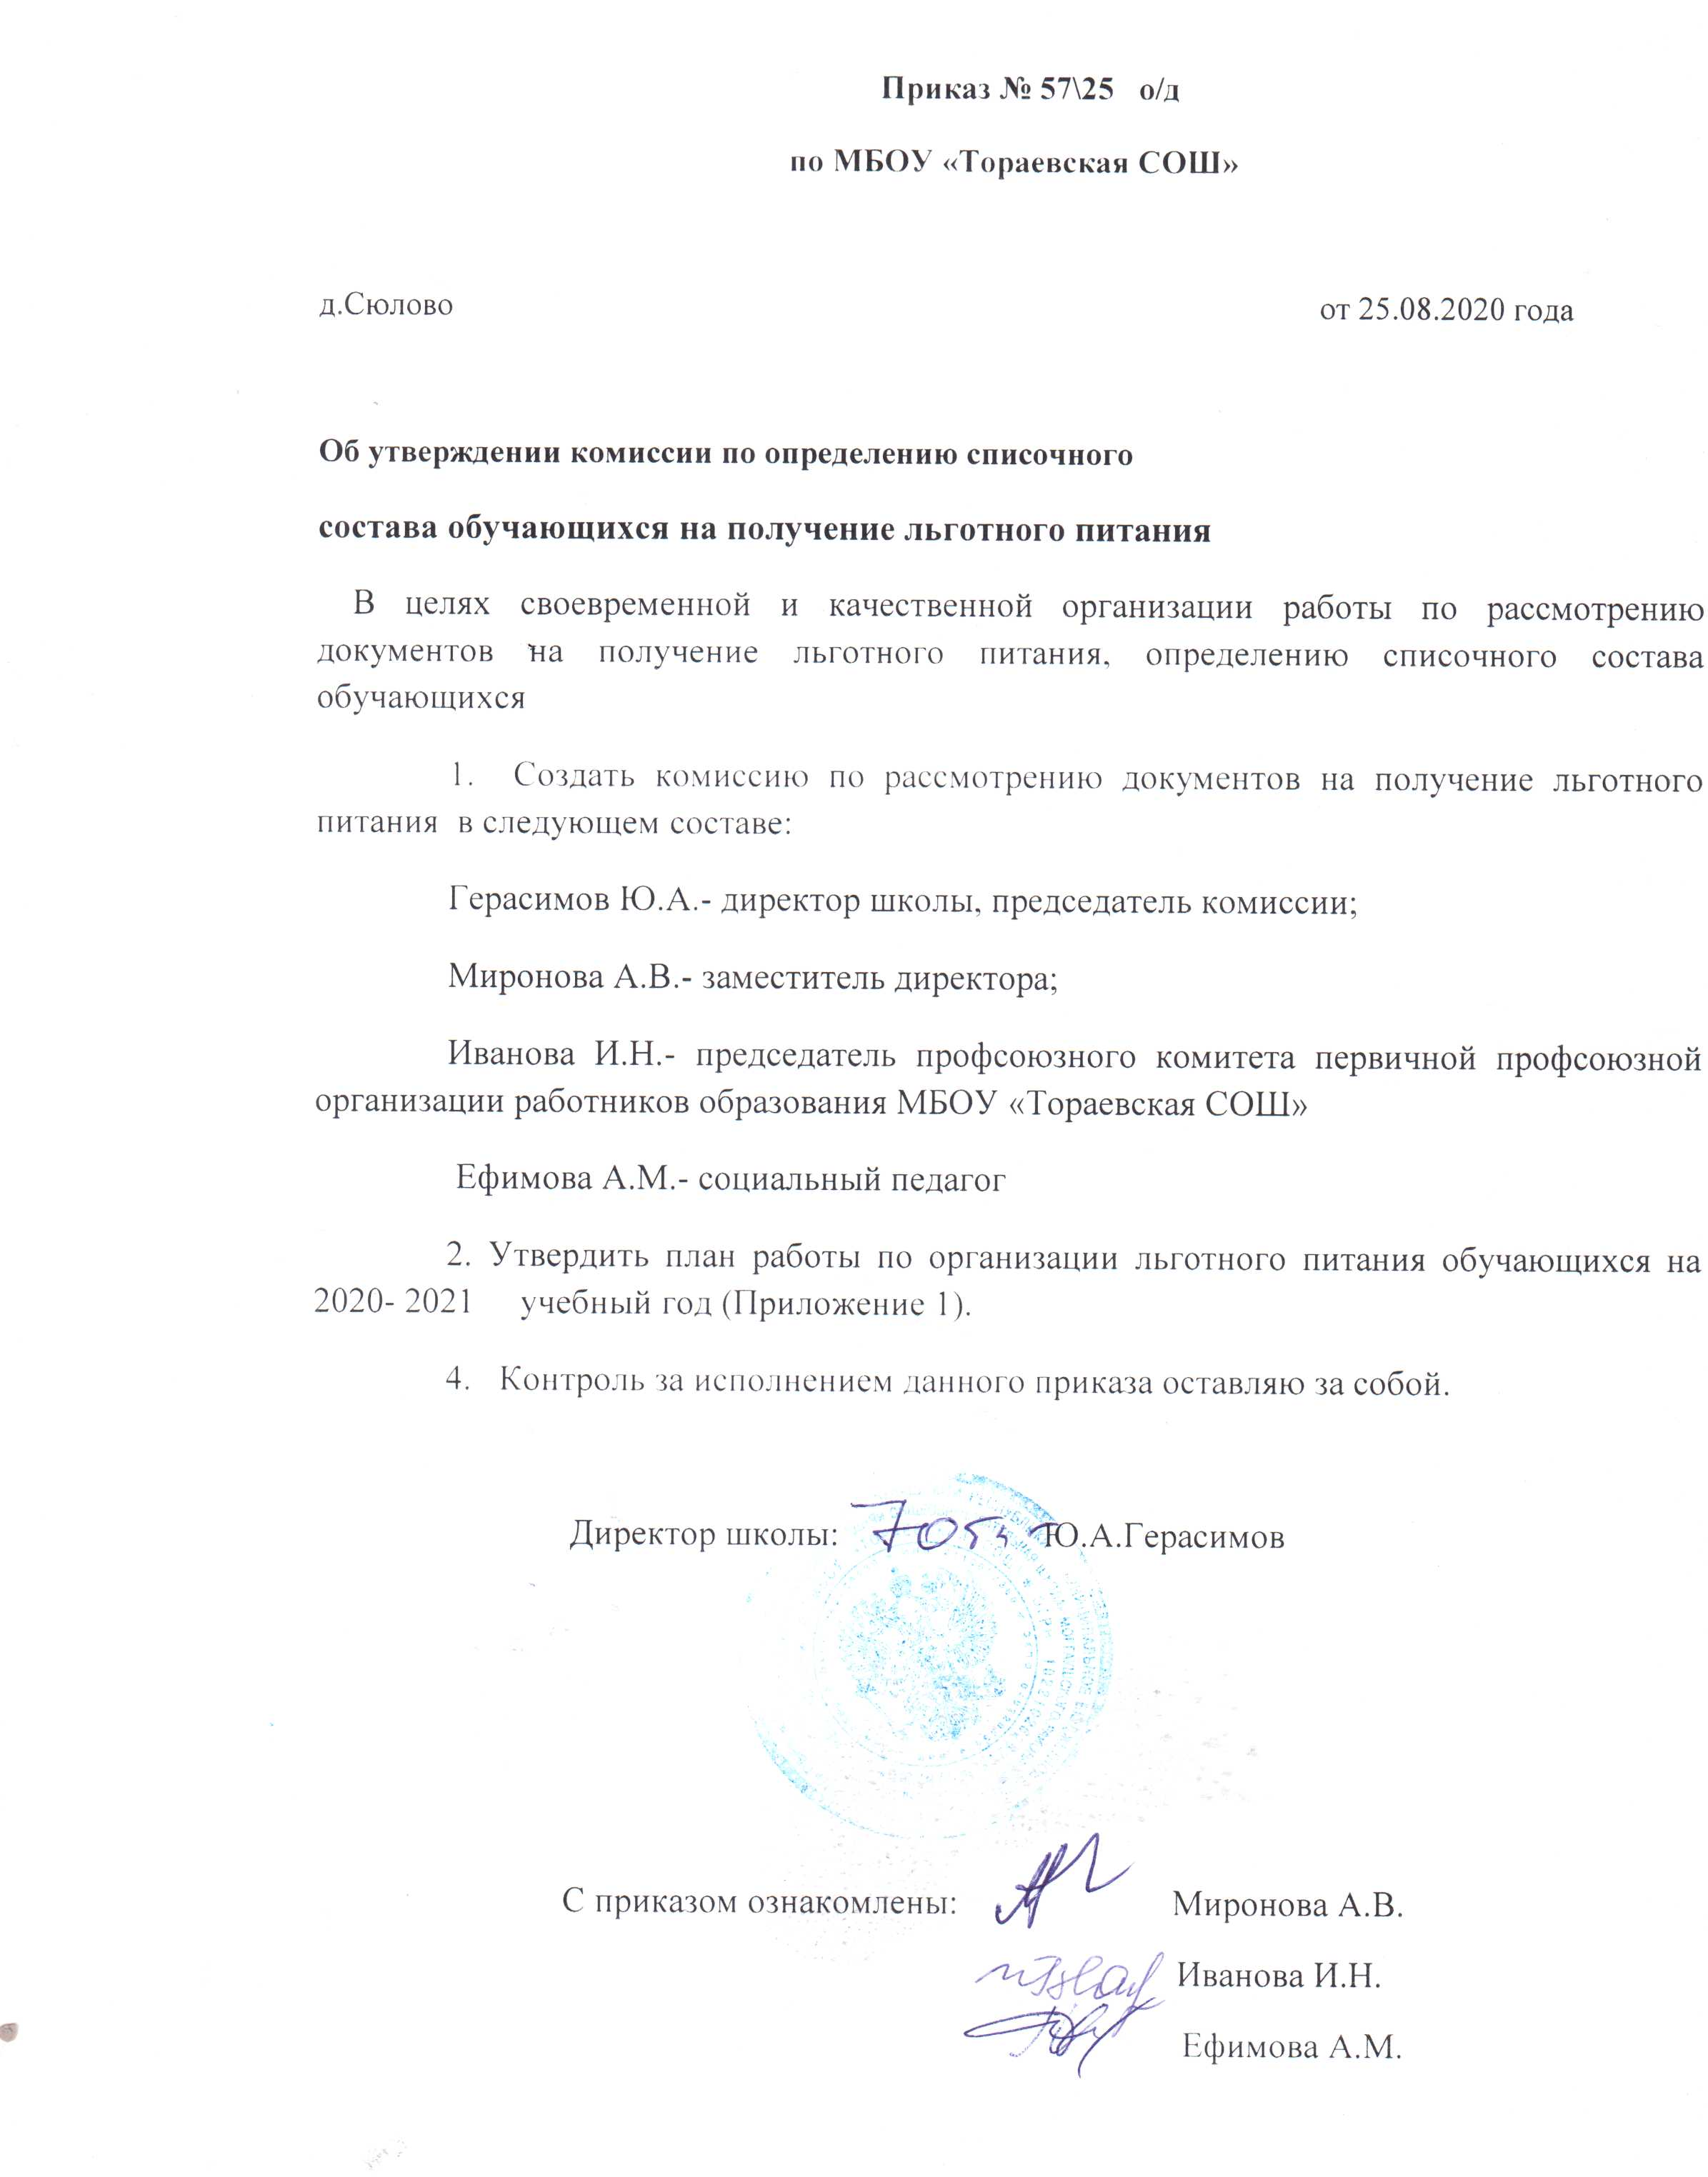 Приказ № 57\25 о/д
по МБОУ «Тораевская СОШ»
д.Сюлово от 25.08.2020 года
Об утверждении комиссии по определению списочного
состава обучающихся на получение льготного питания
В целях своевременной и качественной организации работы по рассмотрению
документов на получение льготного питания, определению списочного состава
обучающихся
1. Создать комиссию по рассмотрению документов на получение льготного
питания в следующем составе:
Герасимов Ю.А.- директор школы, председатель комиссии;
Миронова А.В.- заместитель директора;
Иванова И.Н.- председатель профсоюзного комитета первичной профсоюзной
организации работников образования МБОУ «Тораевская СОШ»
Ефимова А.М.- социальный педагог
2. Утвердить план работы по организации льготного питания обучающихся на
2020- 2021 учебный год (Приложение 1).
4. Контроль за исполнением данного приказа оставляю за собой.
Директор школы: Ю.А.Герасимов
С приказом ознакомлены: Миронова А.В.
Иванова И.Н.
Ефимова А.М.